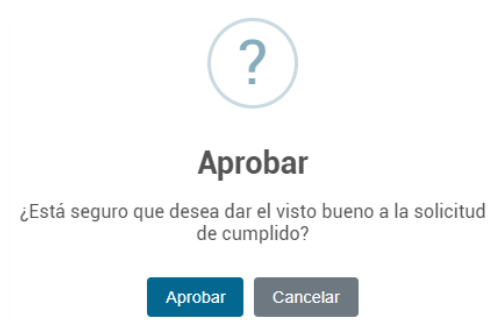 ?
Aprobar
¿Está seguro que desea dar el visto bueno a la solicitud
de cumplido?
Aprobar Cancelar